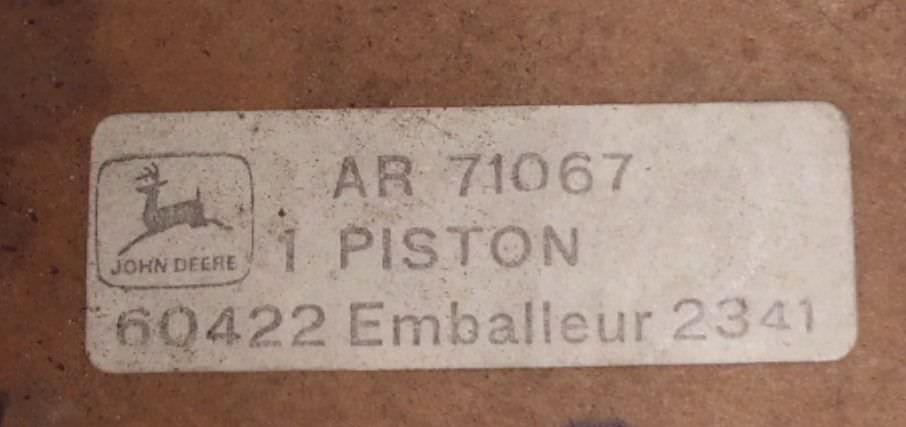 AR 71067
JOHN DEERE
1 PISTON
60422 Emballeur 2341